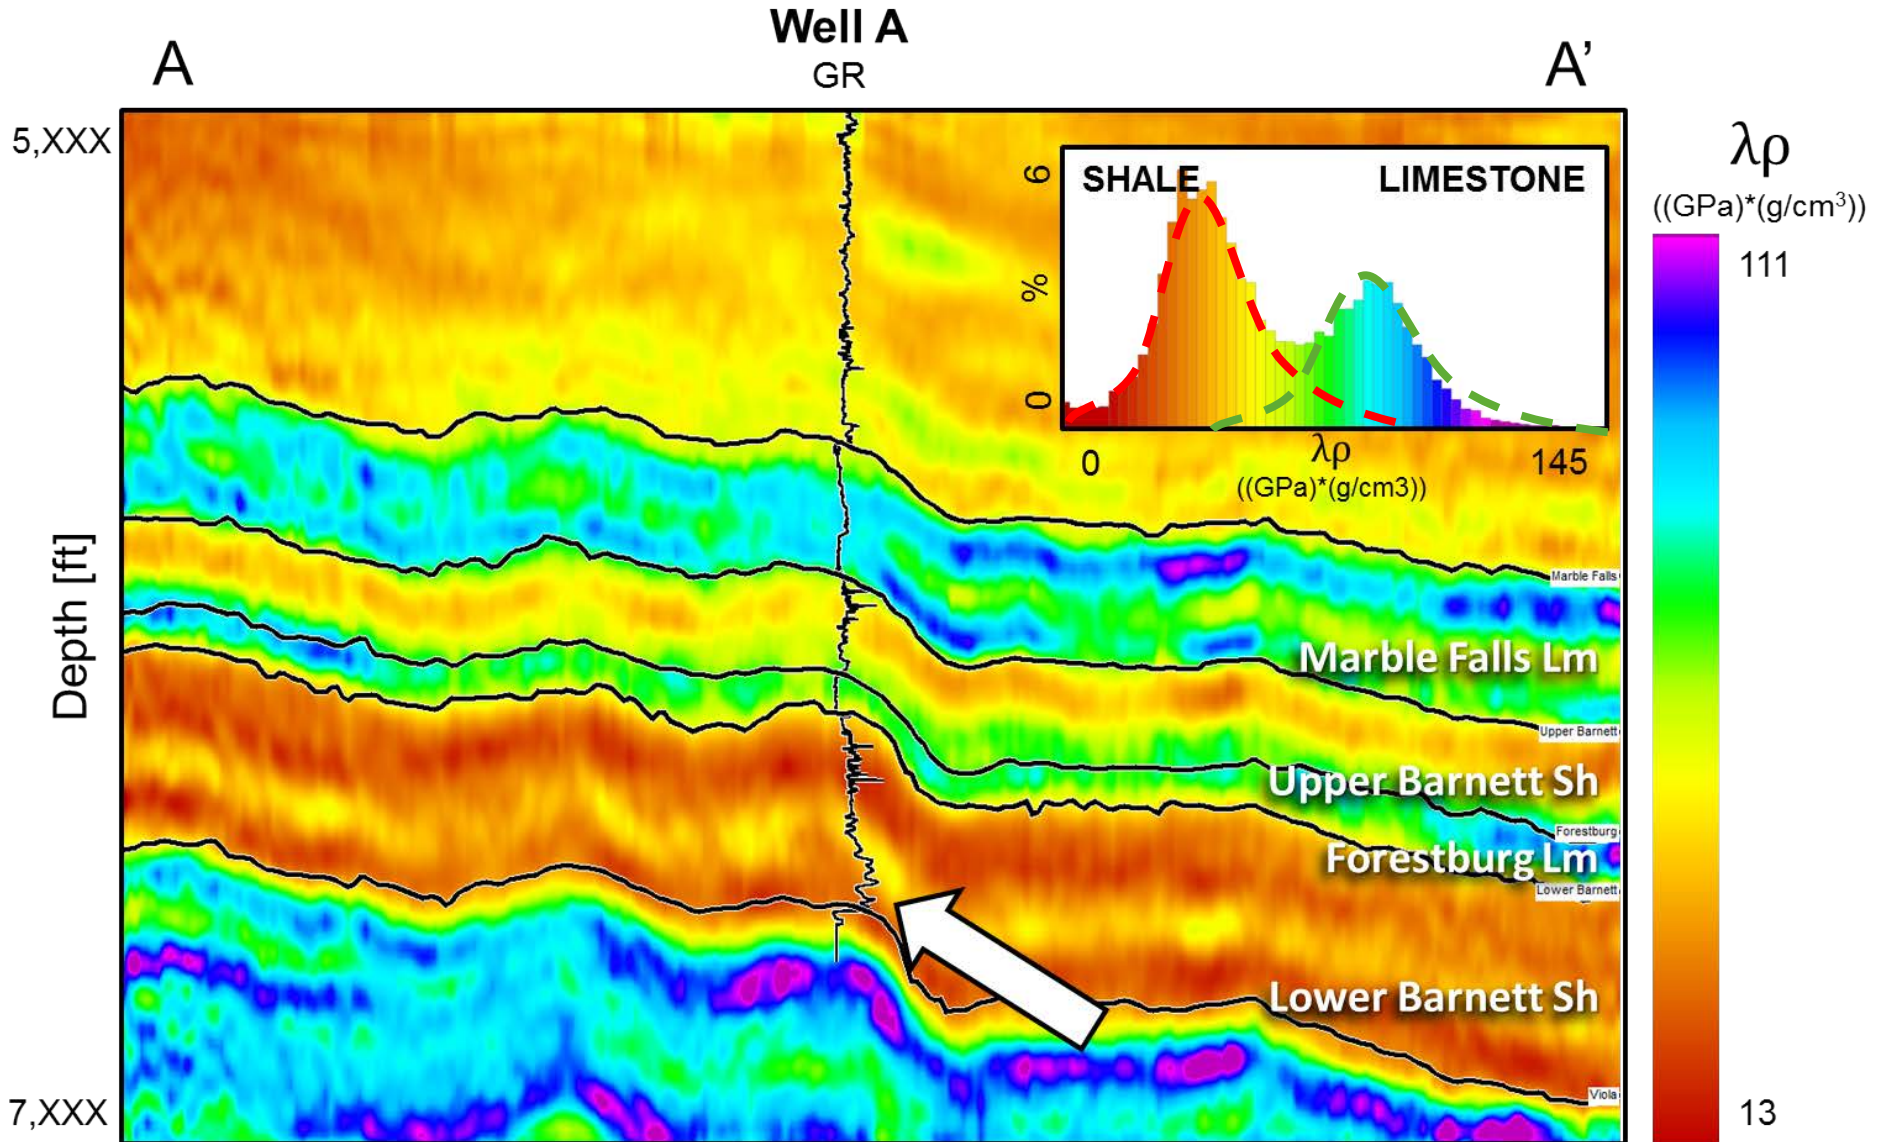 Well A
A
GR
A’
5,XXX
λρ
((GPa)*(g/cm³))
111
SHALE
LIMESTONE
6
%
0
0
λρ
145
((GPa)*(g/cm3))
Depth [ft]
Marble Falls
Marble Falls Lm
Upper Barnett
Upper Barnett Sh
Forestburg
Forestburg Lm
Lower Barnett
Lower Barnett Sh
Viola
7,XXX
13